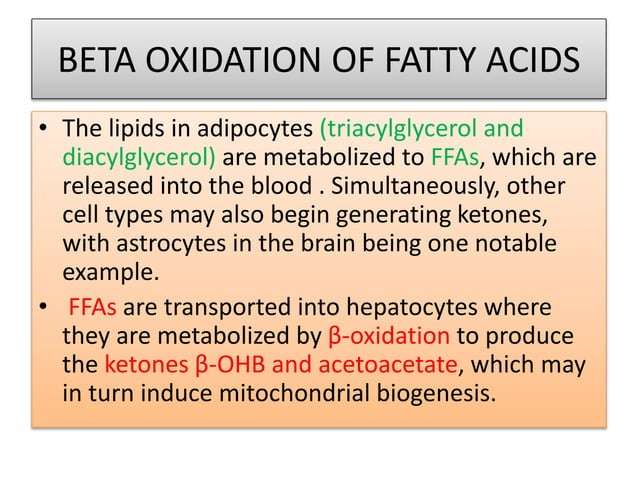 BETA OXIDATION OF FATTY ACIDS
• The lipids in adipocytes (triacylglycerol and
diacylglycerol) are metabolized to FFAs, which are
released into the blood . Simultaneously, other
cell types may also begin generating ketones,
with astrocytes in the brain being one notable
example.
• FFAs are transported into hepatocytes where
they are metabolized by β-oxidation to produce
the ketones β-OHB and acetoacetate, which may
in turn induce mitochondrial biogenesis.